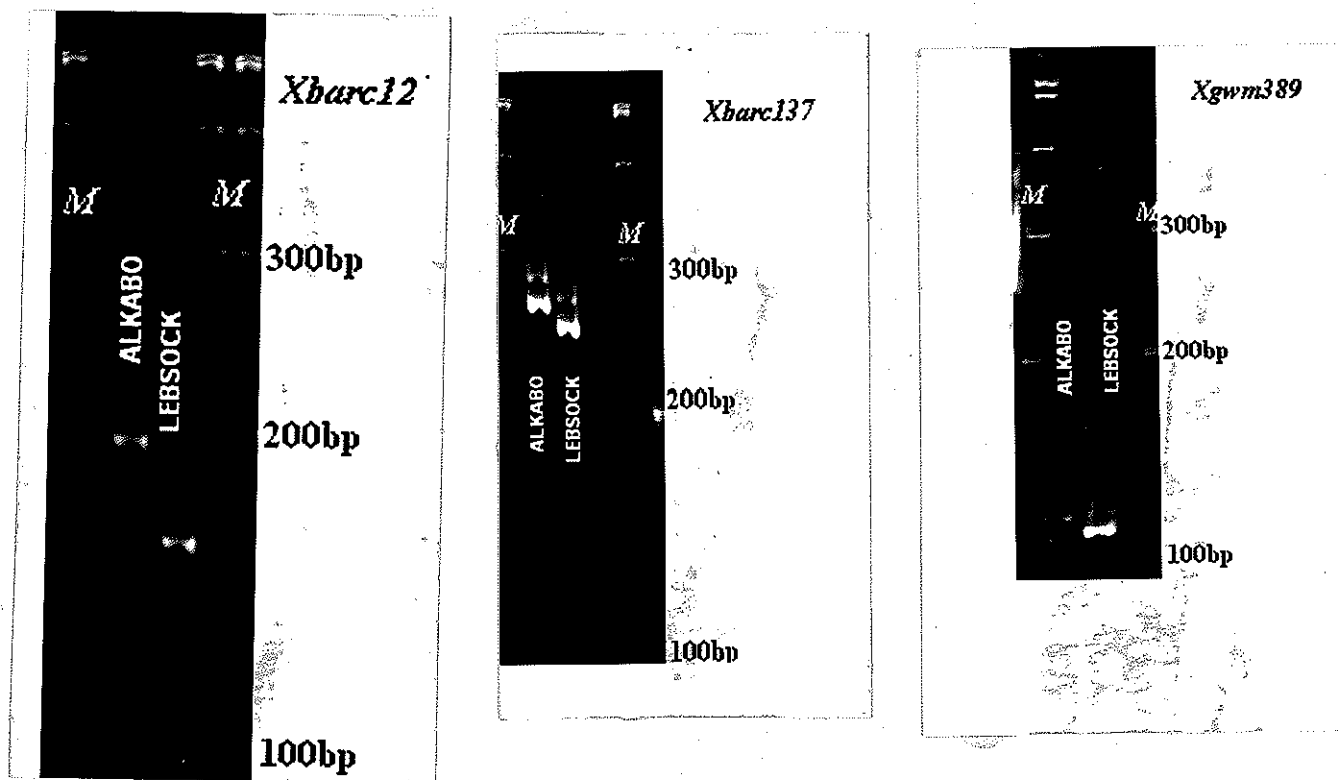 Xbarc12
M
M
300bp
ALKABO
LEBSOCK
200bp
100bp
Xbarc137
M
M
300bp
ALKABO
LEBSOCK
200bp
100bp
Xgwm389
M
M
300bp
ALKABO
LEBSOCK
200bp
100bp